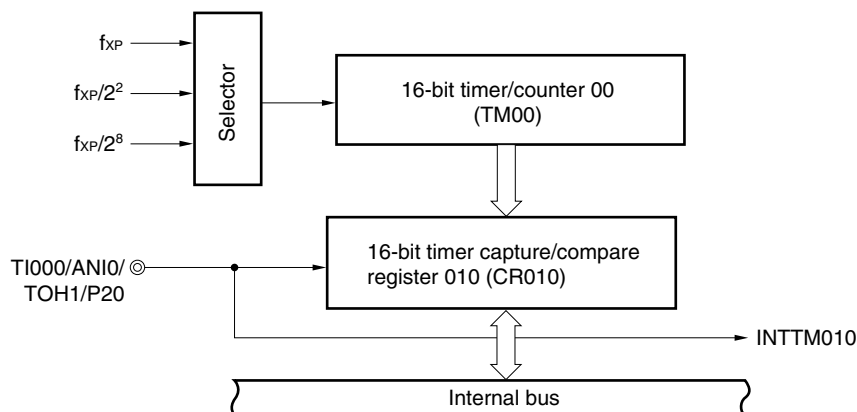 fXP
fXP/2²
fXP/2⁸
Selector
16-bit timer/counter 00
(TM00)
16-bit timer capture/compare
register 010 (CR010)
TI000/ANI0/
TOH1/P20
INTTM010
Internal bus